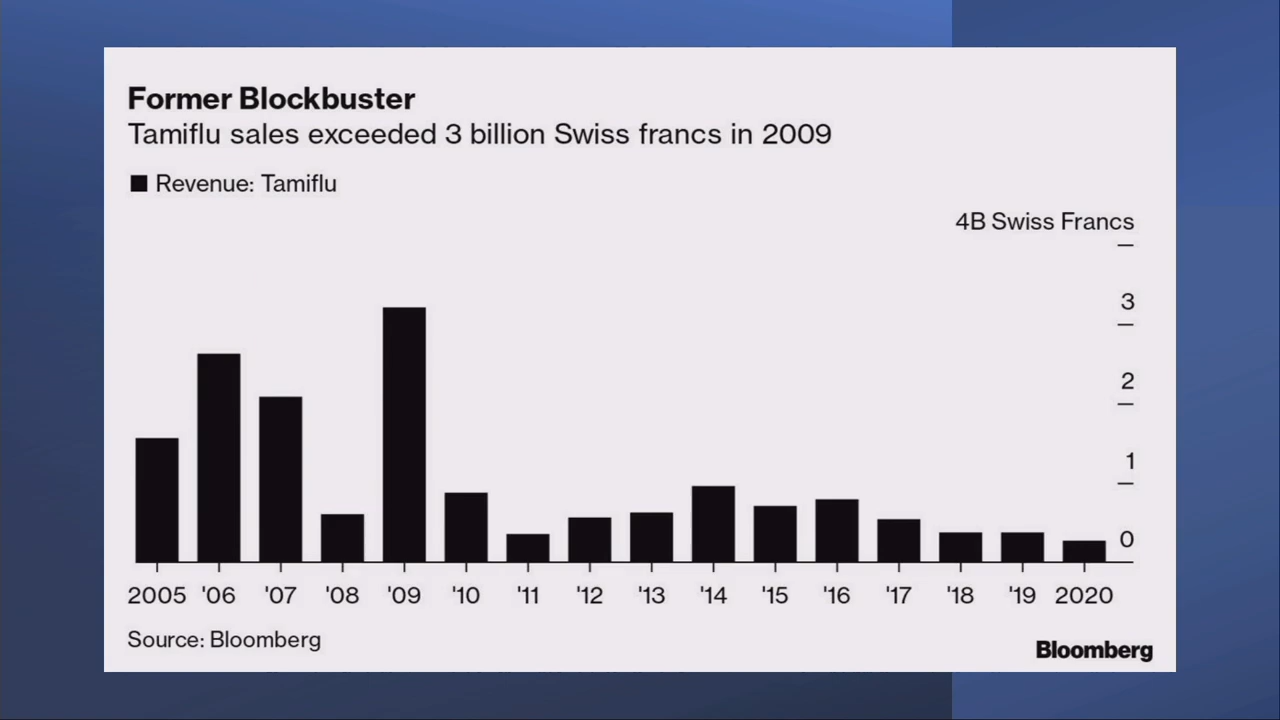 Former Blockbuster
Tamiflu sales exceeded 3 billion Swiss francs in 2009
Revenue: Tamiflu
4B Swiss Francs
3
2
1
0
2005 '06 '07 '08 '09 '10 '11 '12 '13 '14 '15 '16 '17 '18 '19 2020
Source: Bloomberg
Bloomberg